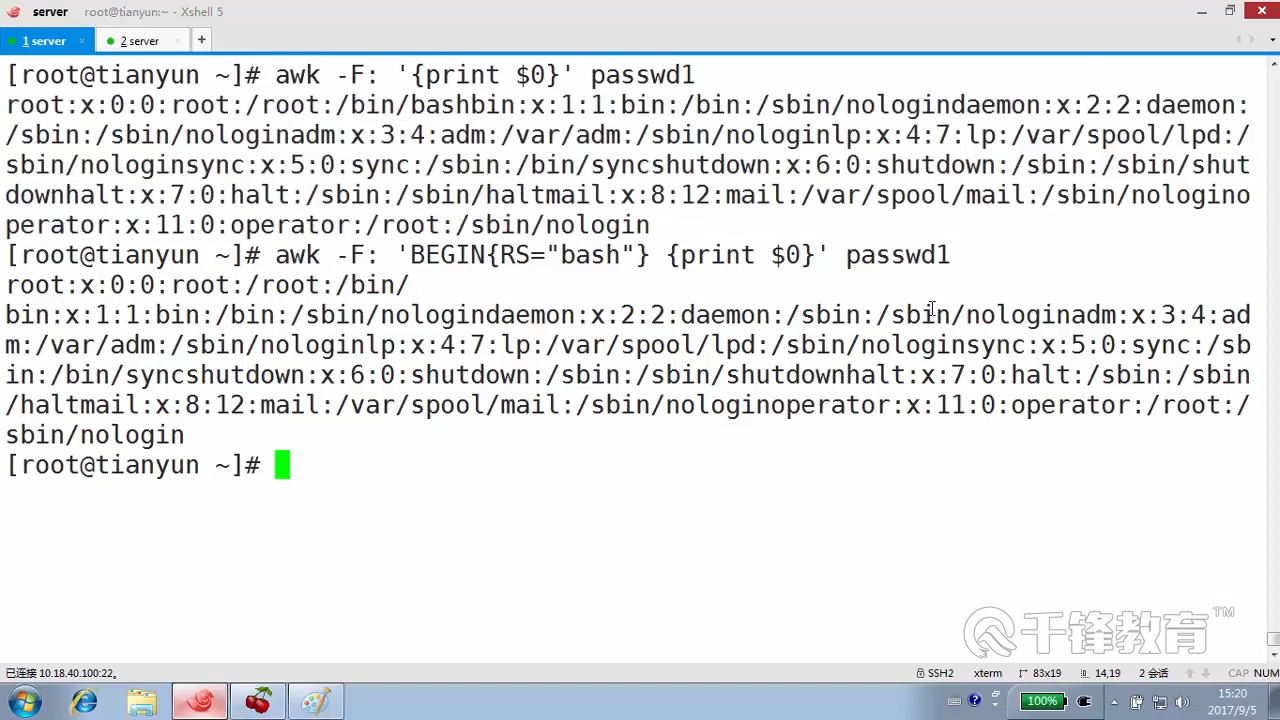 server root@tianyun:~ - Xshell 5
1 server
2 server
[root@tianyun ~]# awk -F: '{print $0}' passwd1
root:x:0:0:root:/root:/bin/bashbin:x:1:1:bin:/bin:/sbin/nologindaemon:x:2:2:daemon:
/sbin:/sbin/nologinadm:x:3:4:adm:/var/adm:/sbin/nologinlp:x:4:7:lp:/var/spool/lpd:/
sbin/nologinsync:x:5:0:sync:/sbin:/bin/syncshutdown:x:6:0:shutdown:/sbin:/sbin/shut
downhalt:x:7:0:halt:/sbin:/sbin/haltmail:x:8:12:mail:/var/spool/mail:/sbin/nologino
perator:x:11:0:operator:/root:/sbin/nologin
[root@tianyun ~]# awk -F: 'BEGIN{RS="bash"} {print $0}' passwd1
root:x:0:0:root:/root:/bin/
bin:x:1:1:bin:/bin:/sbin/nologindaemon:x:2:2:daemon:/sbin:/sbin/nologinadm:x:3:4:ad
m:/var/adm:/sbin/nologinlp:x:4:7:lp:/var/spool/lpd:/sbin/nologinsync:x:5:0:sync:/sb
in:/bin/syncshutdown:x:6:0:shutdown:/sbin:/sbin/shutdownhalt:x:7:0:halt:/sbin:/sbin
/haltmail:x:8:12:mail:/var/spool/mail:/sbin/nologinoperator:x:11:0:operator:/root:/
sbin/nologin
[root@tianyun ~]#
千锋教育™
已连接 10.18.40.100:22。
SSH2 xterm 83x19 14,19 2 会话 CAP NUM
100%
15:20
2017/9/5